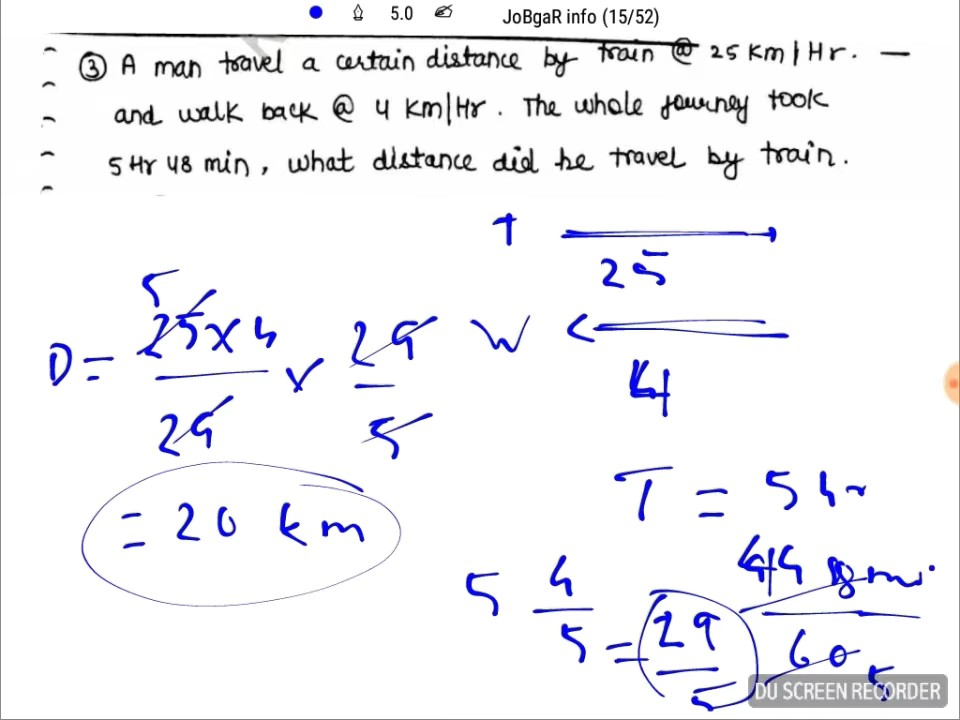 5.0 JoBgaR info (15/52)
③ A man travel a certain distance by train @ 25 Km/Hr. —
and walk back @ 4 KM/Hr. The whole journey took
5 Hr 48 min, what distance did he travel by train.
T
25
D = 25 x 4 / 29 x 29 / 5
5
W
4
= 20 km
T = 5 hr
48 min
60
5 4/5 = 29/5
5
DU SCREEN RECORDER